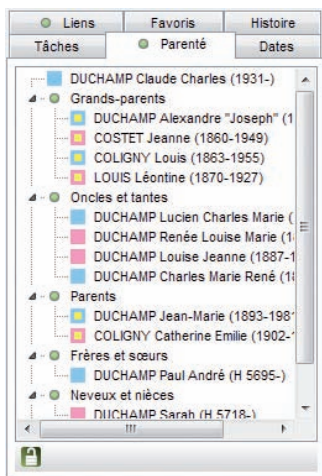 Liens Favoris Histoire
Tâches Parenté Dates
DUCHAMP Claude Charles (1931-)
Grands-parents
DUCHAMP Alexandre "Joseph" (1
COSTET Jeanne (1860-1949)
COLIGNY Louis (1863-1955)
LOUIS Léontine (1870-1927)
Oncles et tantes
DUCHAMP Lucien Charles Marie (
DUCHAMP Renée Louise Marie (1
DUCHAMP Louise Jeanne (1887-1
DUCHAMP Charles Marie René (1
Parents
DUCHAMP Jean-Marie (1893-198
COLIGNY Catherine Emilie (1902-
Frères et sœurs
DUCHAMP Paul André (H 5695-)
Neveux et nièces
DUCHAMP Sarah (H 5718-)